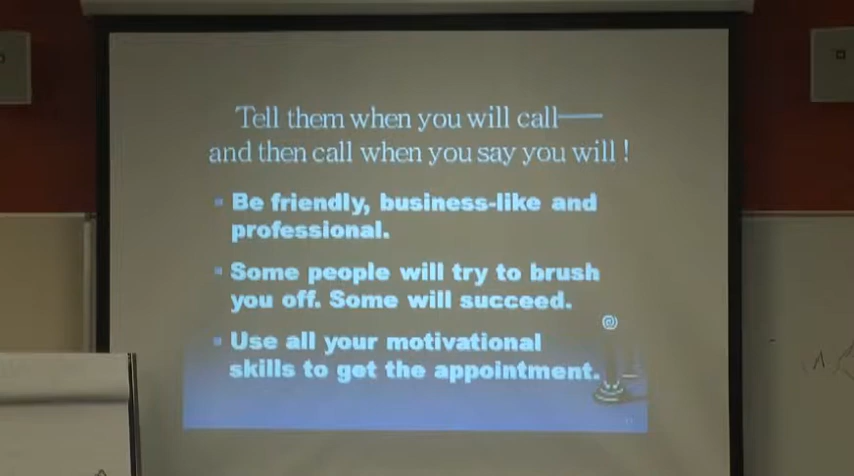 Tell them when you will call——
and then call when you say you will !
Be friendly, business-like and
professional.
Some people will try to brush
you off. Some will succeed.
Use all your motivational
skills to get the appointment.